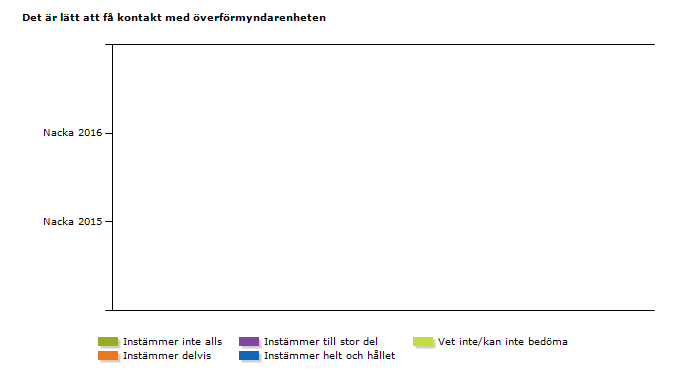 Det är lätt att få kontakt med överförmyndarenheten
Nacka 2016
Nacka 2015
Instämmer inte alls
Instämmer till stor del
Vet inte/kan inte bedöma
Instämmer delvis
Instämmer helt och hållet